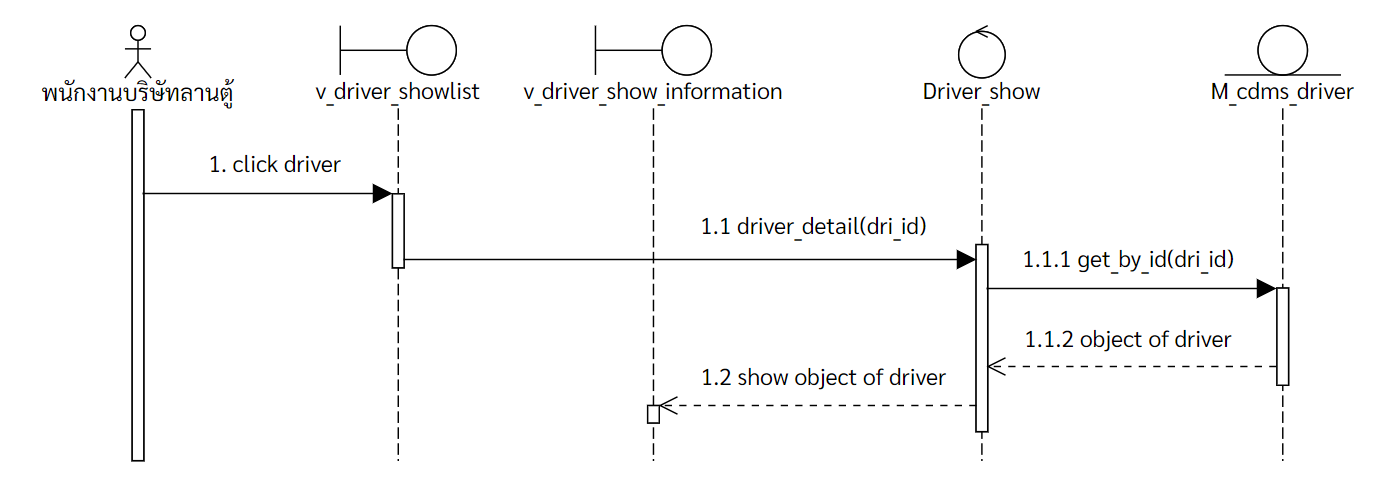 พนักงานบริษัทลานตู้
v_driver_showlist
v_driver_show_information
Driver_show
M_cdms_driver
1. click driver
1.1 driver_detail(dri_id)
1.1.1 get_by_id(dri_id)
1.1.2 object of driver
1.2 show object of driver